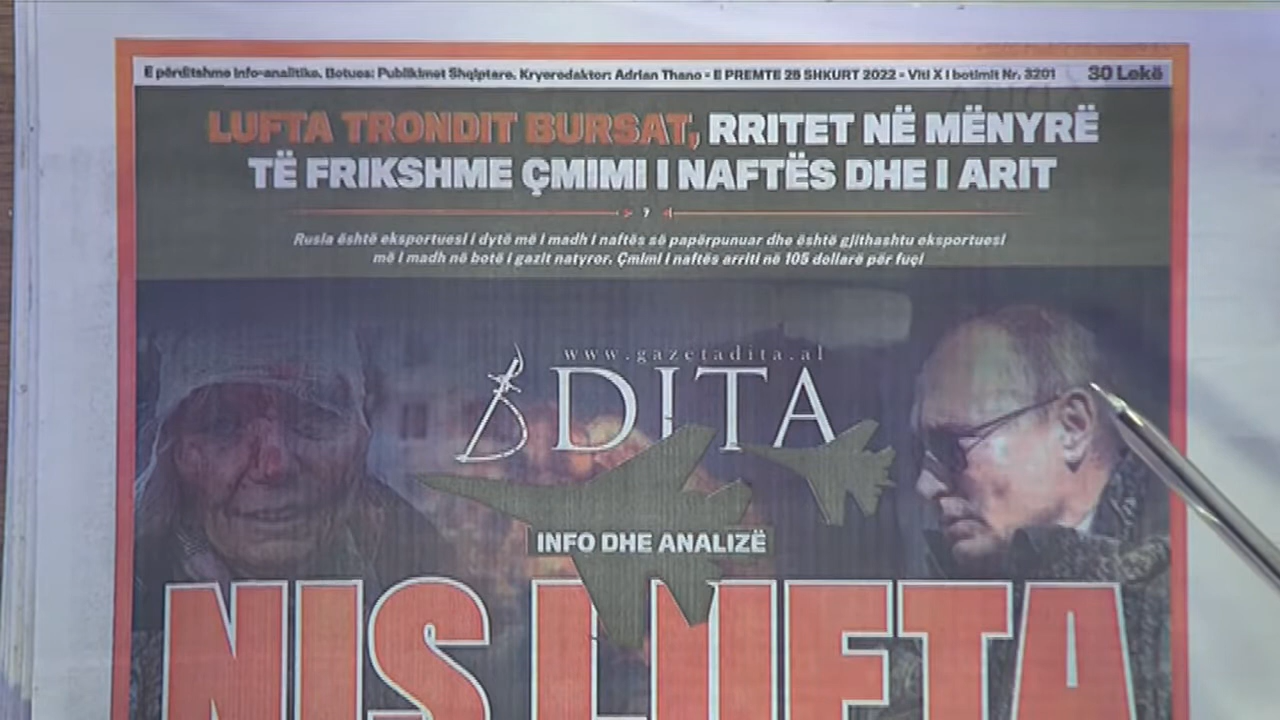 E përditshme info-analitike. Botues: Publikimet Shqiptare. Kryeredaktor: Adrian Thano - E PREMTE 25 SHKURT 2022 - Viti X i botimit Nr. 3201 30 Lekë
LUFTA TRONDIT BURSAT, RRITET NË MËNYRË
TË FRIKSHME ÇMIMI I NAFTËS DHE I ARIT
7
Rusia është eksportuesi i dytë më i madh i naftës së papërpunuar dhe është gjithashtu eksportuesi
më i madh në botë i gazit natyror. Çmimi i naftës arriti në 105 dollarë për fuçi
www.gazetadita.al
DITA
INFO DHE ANALIZË
NIS LUFTA